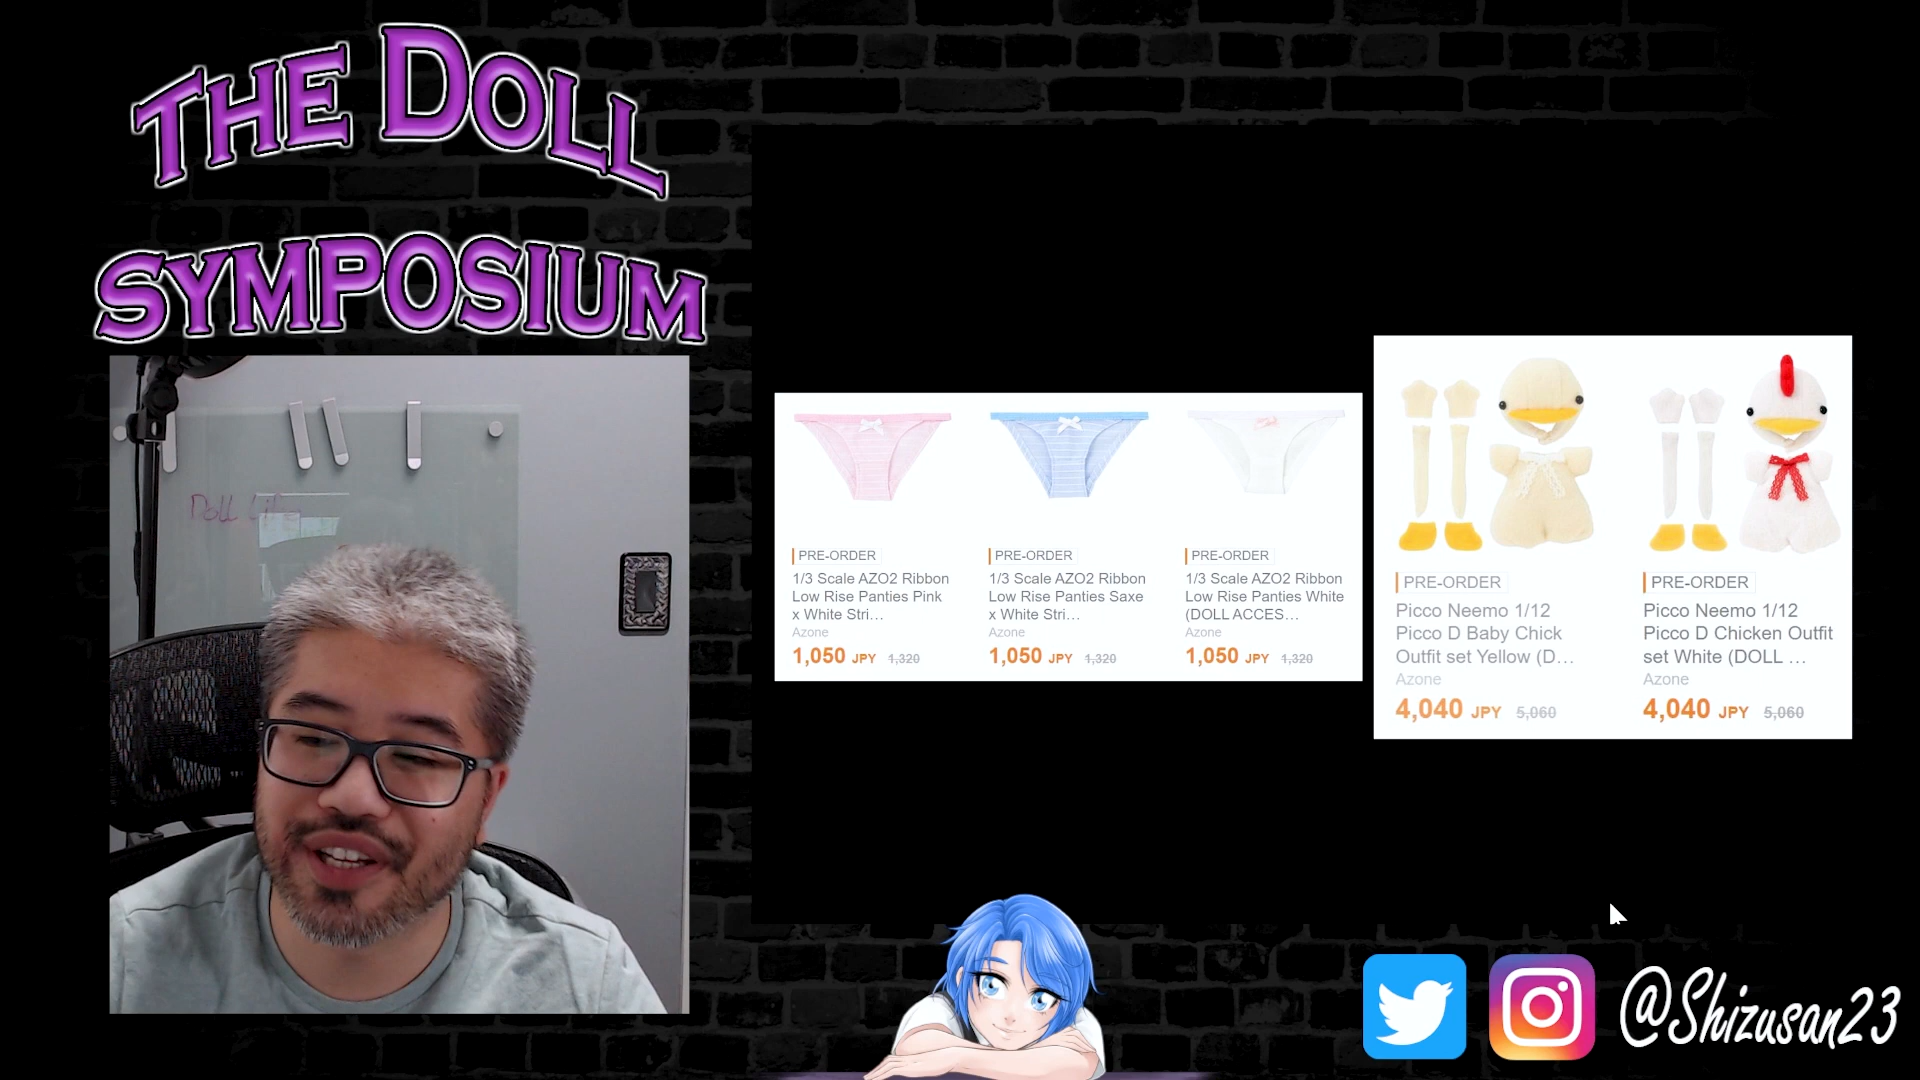 THE DOLL
SYMPOSIUM
Doll Life
PRE-ORDER
1/3 Scale AZO2 Ribbon
Low Rise Panties Pink
x White Stri...
Azone
1,050 JPY 1,320
PRE-ORDER
1/3 Scale AZO2 Ribbon
Low Rise Panties Saxe
x White Stri...
Azone
1,050 JPY 1,320
PRE-ORDER
1/3 Scale AZO2 Ribbon
Low Rise Panties White
(DOLL ACCES...
Azone
1,050 JPY 1,320
PRE-ORDER
Picco Neemo 1/12
Picco D Baby Chick
Outfit set Yellow (D...
Azone
4,040 JPY 5,060
PRE-ORDER
Picco Neemo 1/12
Picco D Chicken Outfit
set White (DOLL ...
Azone
4,040 JPY 5,060
@Shizusan23